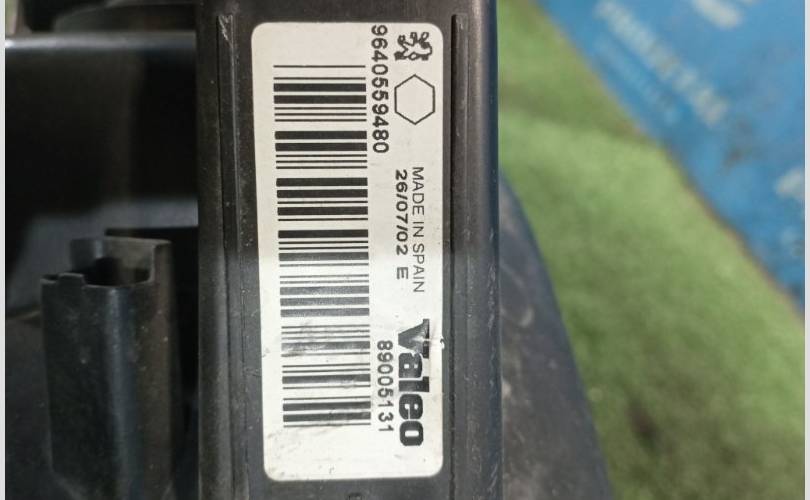 9640559480
MADE IN SPAIN
26/07/02 E
Valeo
89005131